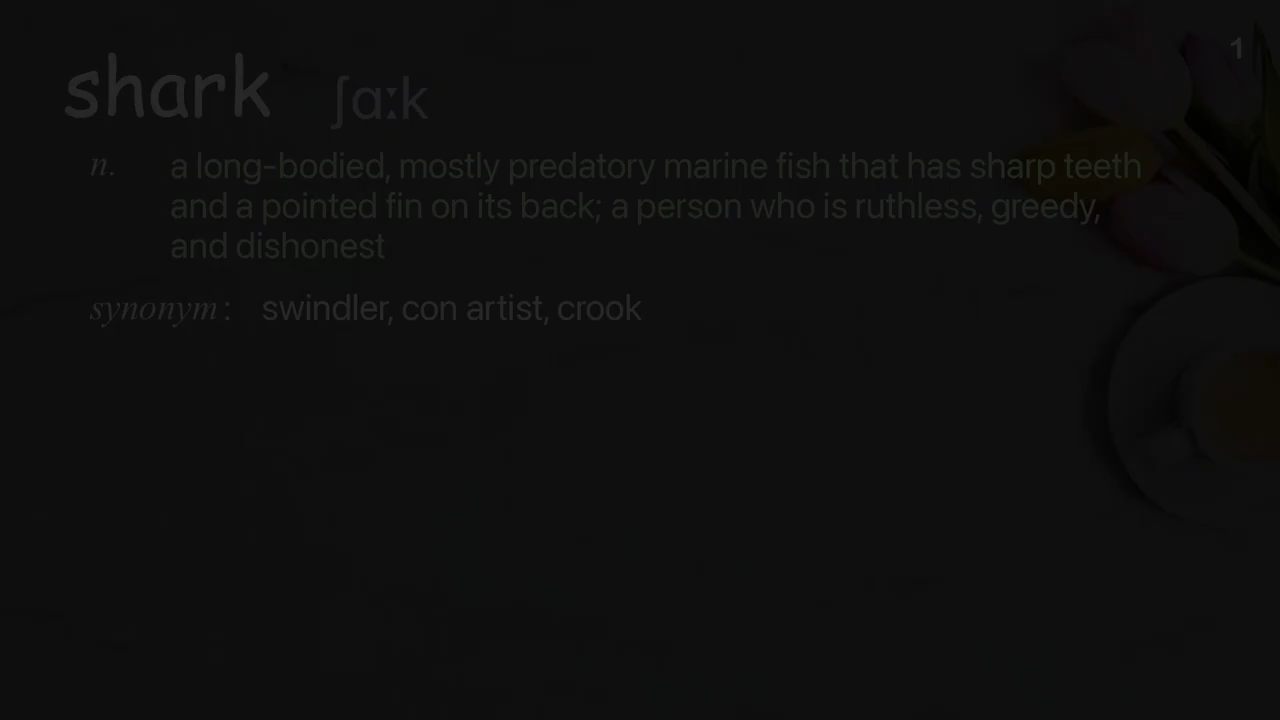 1
shark ʃɑːk
n. a long-bodied, mostly predatory marine fish that has sharp teeth
and a pointed fin on its back; a person who is ruthless, greedy,
and dishonest
synonym : swindler, con artist, crook